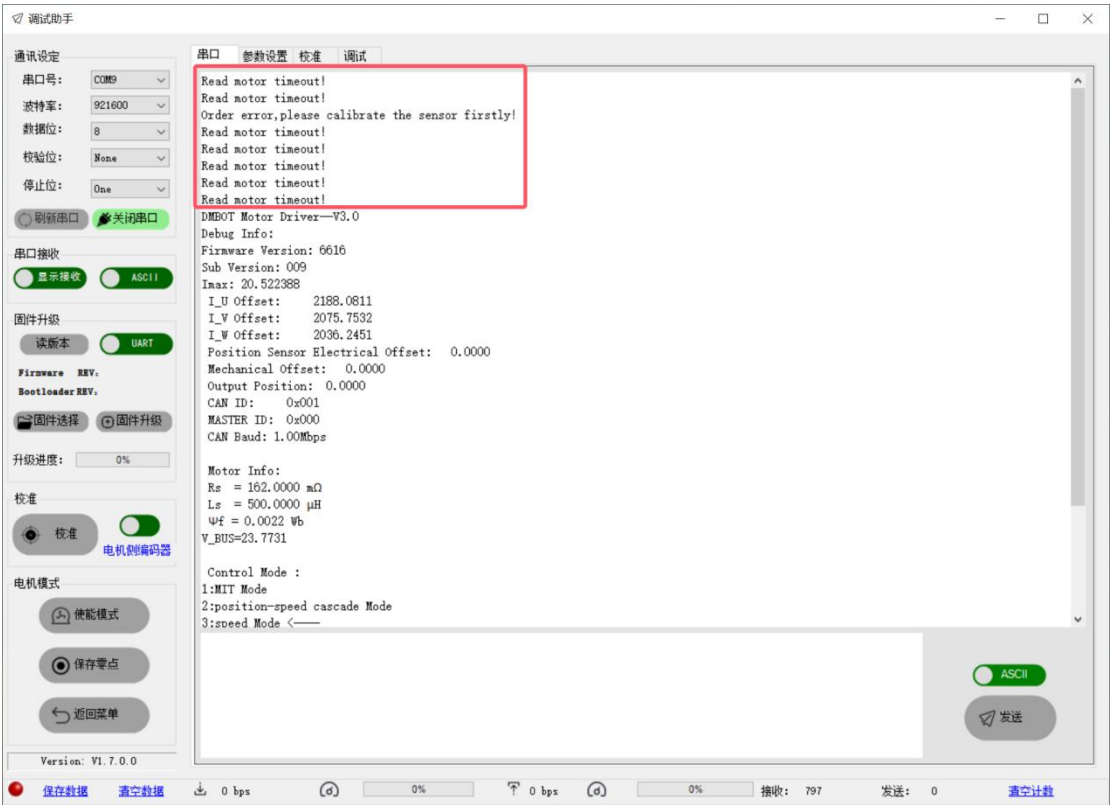 调试助手
通讯设定
串口号: COM9
波特率: 921600
数据位: 8
校验位: None
停止位: One
刷新串口 关闭串口
串口接收
显示接收 ASCII
固件升级
读版本 UART
Firmware REV:
Bootloader REV:
固件选择 固件升级
升级进度: 0%
校准
校准
电机侧编码器
电机模式
使能模式
保存零点
返回菜单
Version: V1.7.0.0
串口 参数设置 校准 调试
Read motor timeout!
Read motor timeout!
Order error,please calibrate the sensor firstly!
Read motor timeout!
Read motor timeout!
Read motor timeout!
Read motor timeout!
Read motor timeout!
DMBOT Motor Driver——V3.0
Debug Info:
Firmware Version: 6616
Sub Version: 009
Imax: 20.522388
I_U Offset: 2188.0811
I_V Offset: 2075.7532
I_W Offset: 2036.2451
Position Sensor Electrical Offset: 0.0000
Mechanical Offset: 0.0000
Output Position: 0.0000
CAN ID: 0x001
MASTER ID: 0x000
CAN Baud: 1.00Mbps
Motor Info:
Rs = 162.0000 mΩ
Ls = 500.0000 μH
Ψf = 0.0022 Wb
V_BUS=23.7731
Control Mode :
1:MIT Mode
2:position-speed cascade Mode
3:speed Mode <——
ASCII
发送
保存数据 清空数据 0 bps 0% 0 bps 0% 接收: 797 发送: 0 清空计数